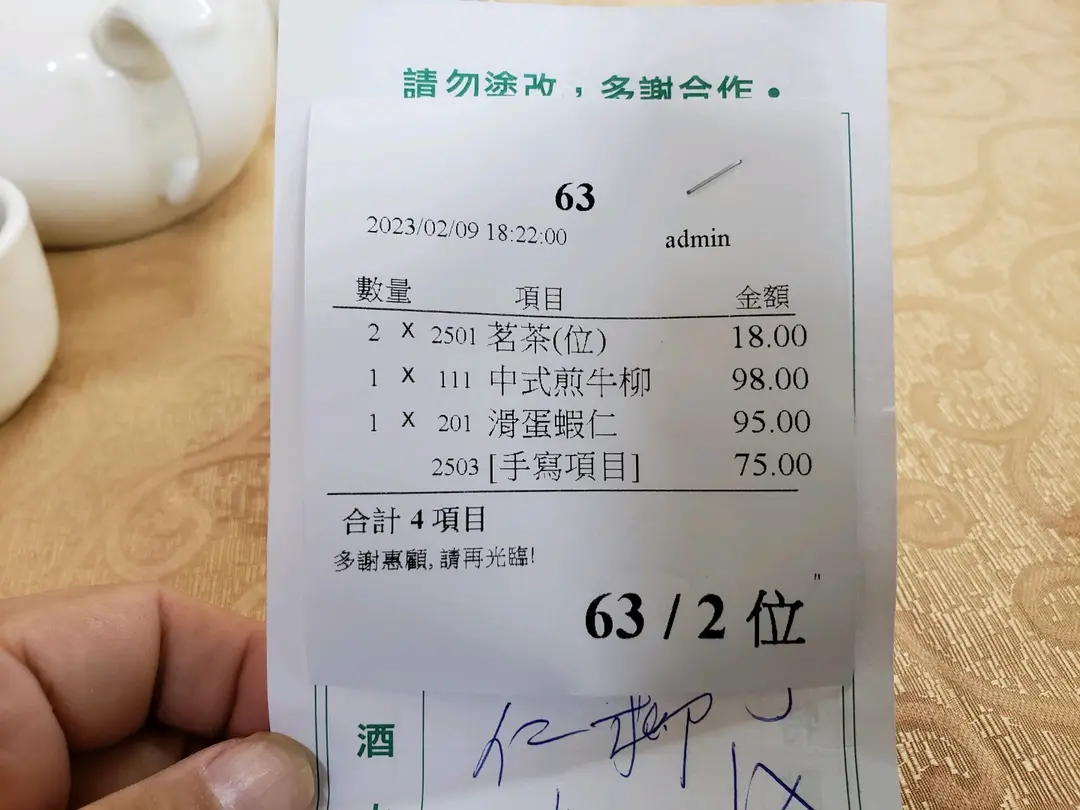 請勿塗改，多謝合作。
63
2023/02/09 18:22:00 admin
數量 項目 金額
2 X 2501 茗茶(位) 18.00
1 X 111 中式煎牛柳 98.00
1 X 201 滑蛋蝦仁 95.00
2503 [手寫項目] 75.00
合計 4 項目
多謝惠顧, 請再光臨!
63 / 2 位
酒